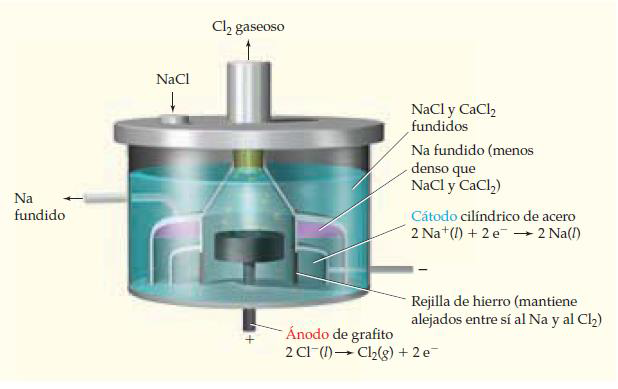 Cl₂ gaseoso
NaCl
NaCl y CaCl₂
fundidos
Na fundido (menos
denso que
NaCl y CaCl₂)
Na
fundido
Cátodo cilíndrico de acero
2 Na⁺(l) + 2 e⁻ → 2 Na(l)
−
Rejilla de hierro (mantiene
alejados entre sí al Na y al Cl₂)
+
Ánodo de grafito
2 Cl⁻(l) → Cl₂(g) + 2 e⁻